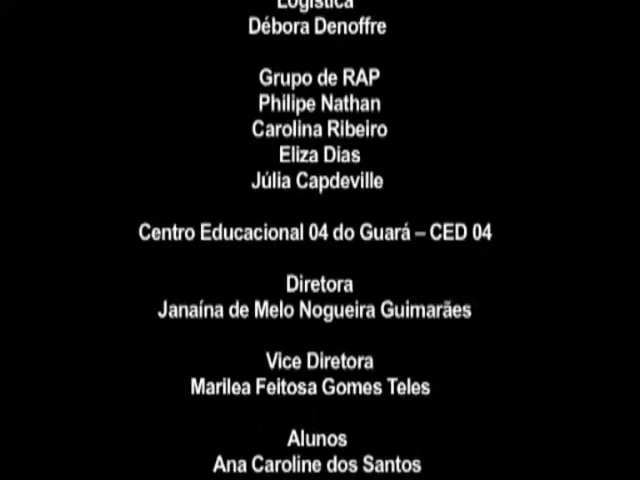 Logística
Débora Denoffre
Grupo de RAP
Philipe Nathan
Carolina Ribeiro
Eliza Dias
Júlia Capdeville
Centro Educacional 04 do Guará – CED 04
Diretora
Janaína de Melo Nogueira Guimarães
Vice Diretora
Marilea Feitosa Gomes Teles
Alunos
Ana Caroline dos Santos